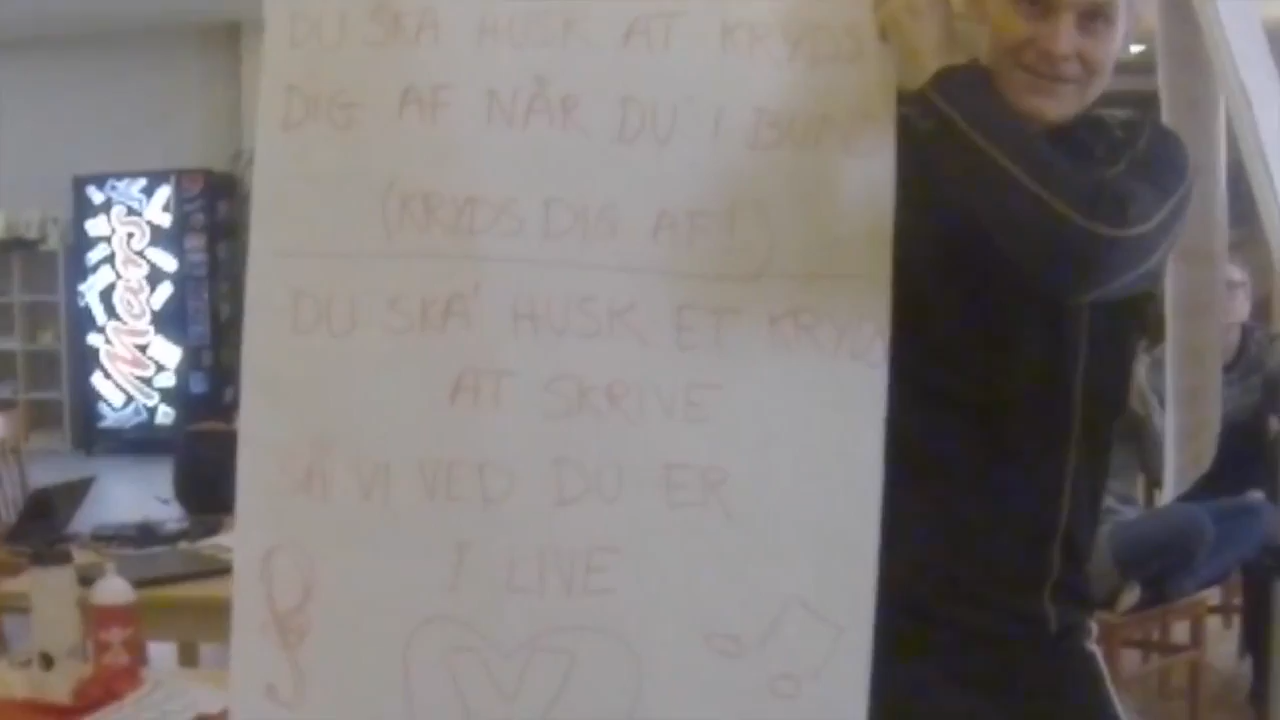 DU SKA HUSK AT KRYDS
DIG AF NÅR DU I
(KRYDS DIG AF!)
DU SKA' HUSK ET KRYDS
AT SKRIVE
SÅ VI VED DU ER
I LIVE
Mars